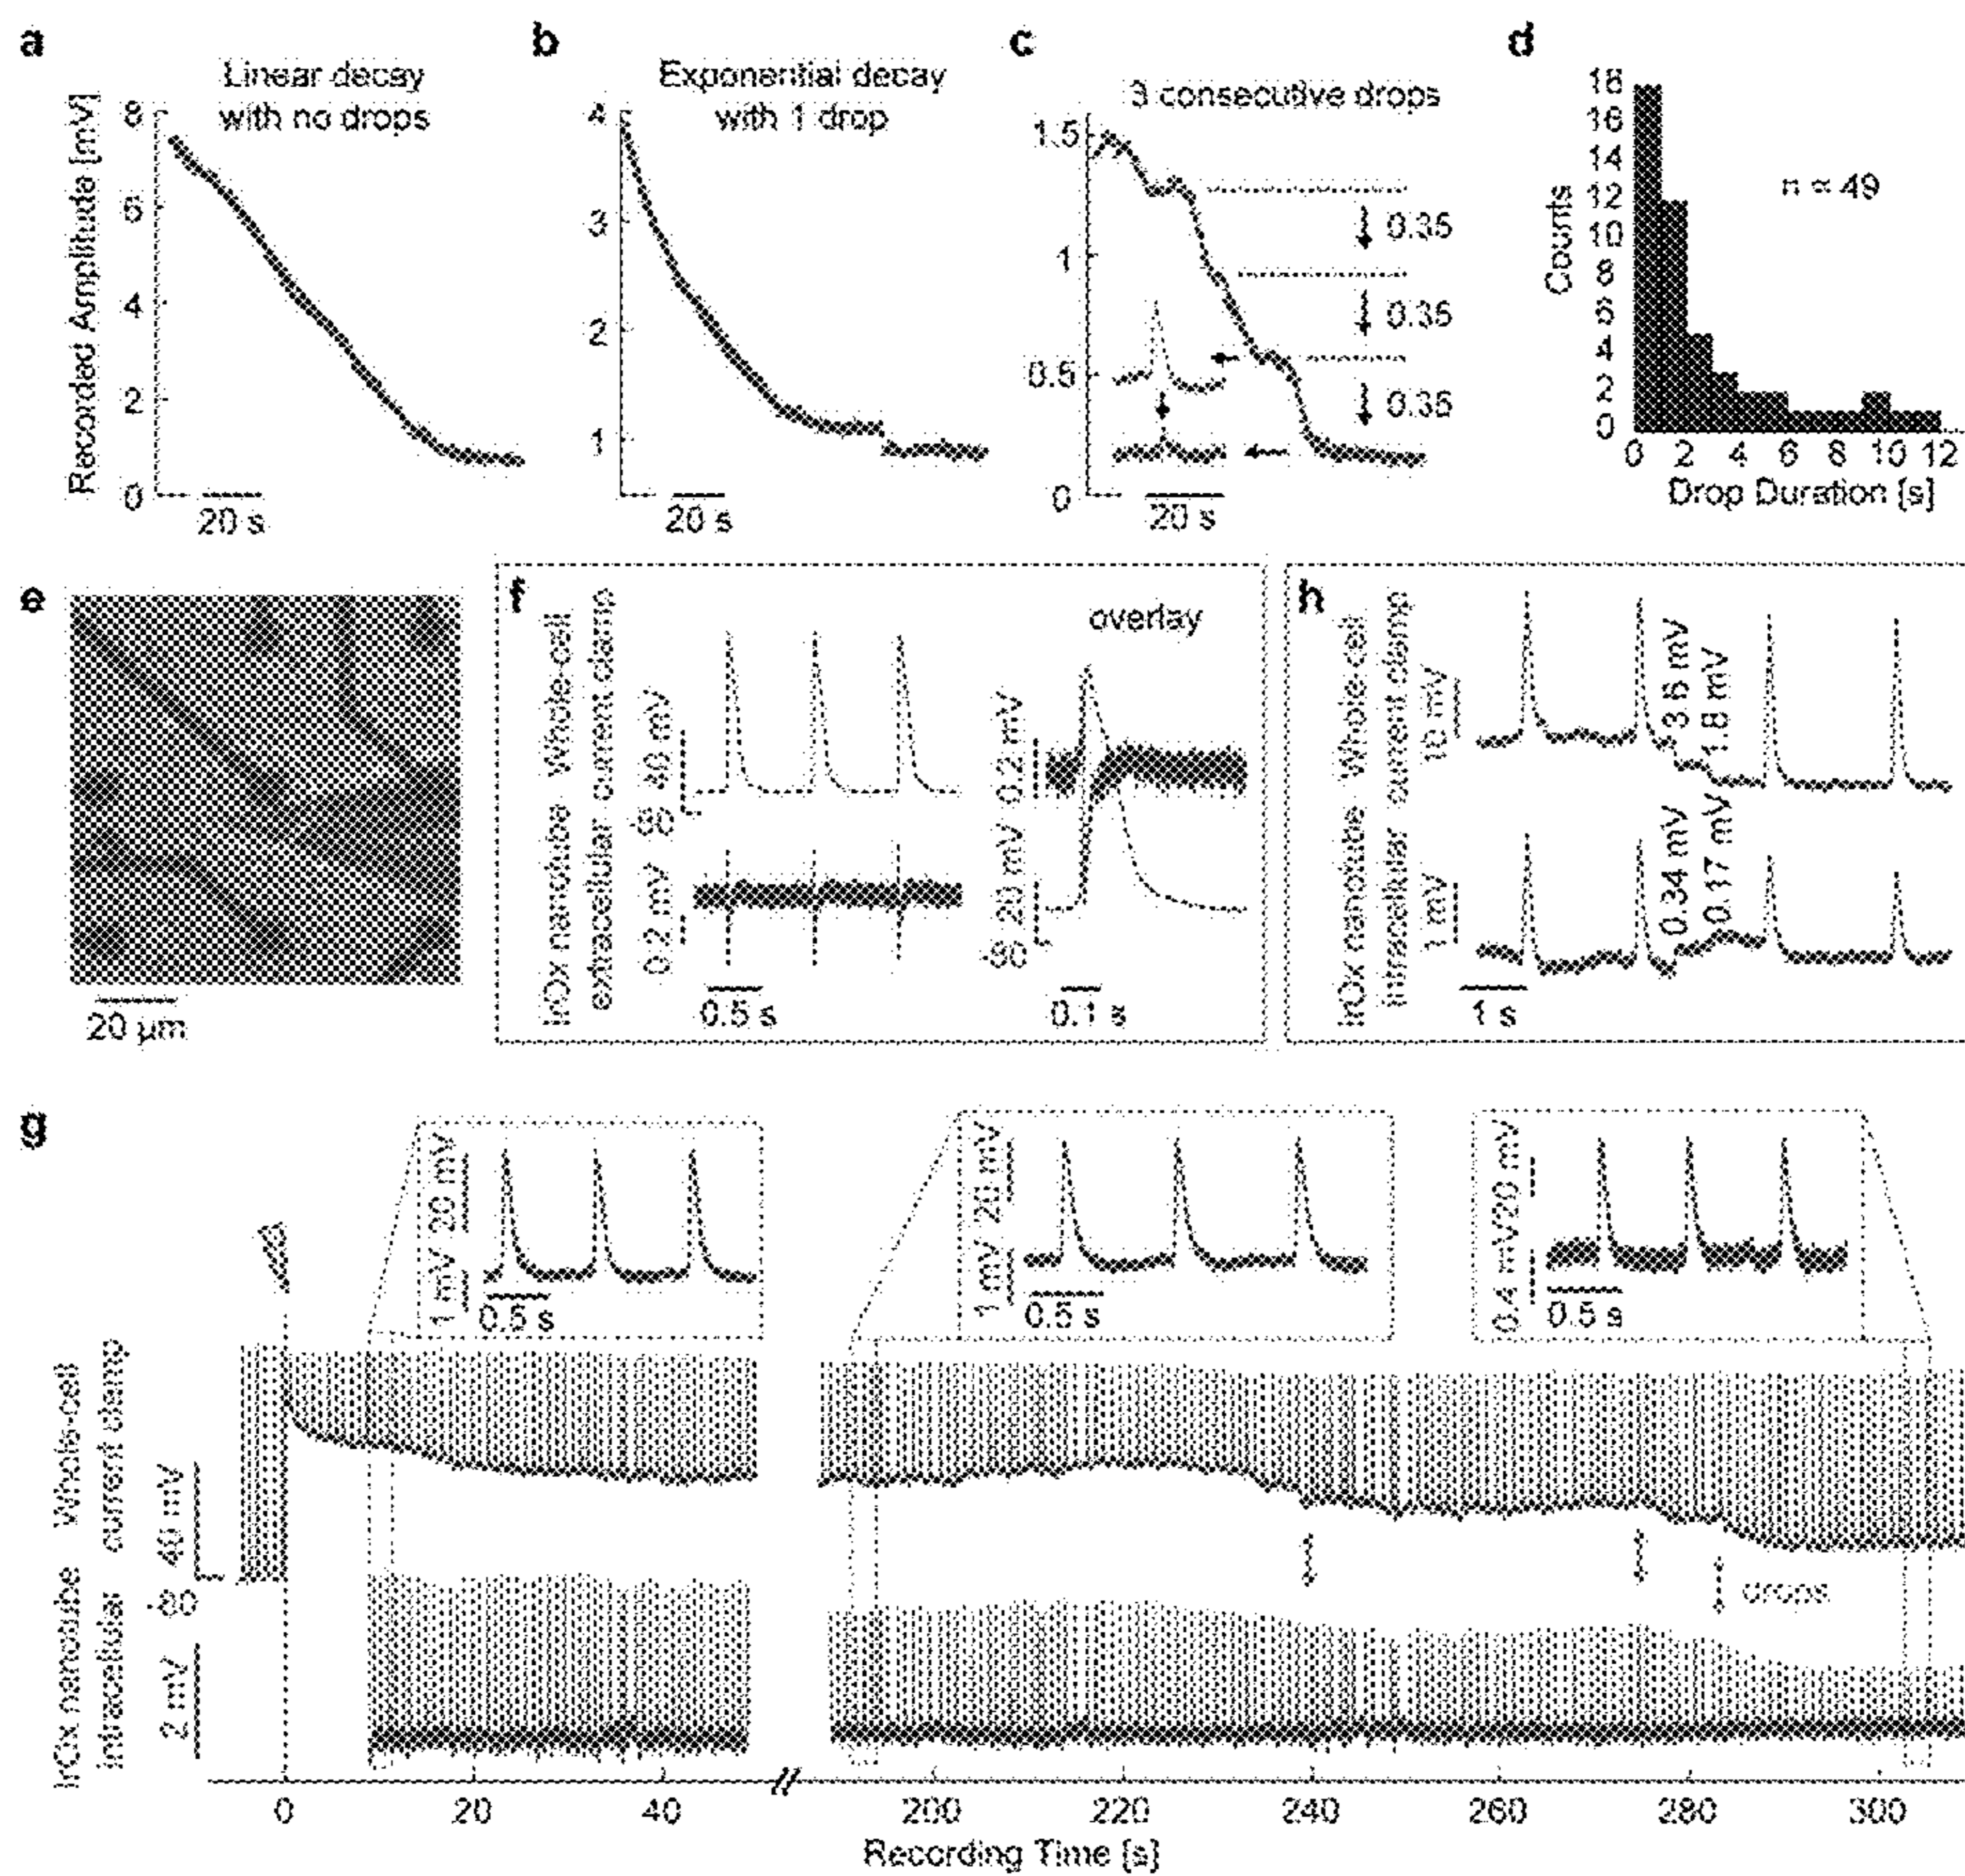 a
Linear decay
with no drops
Recorded Amplitude [mV]
8
6
4
2
0
20 s
b
Exponential decay
with 1 drop
4
3
2
1
20 s
c
3 consecutive drops
1.5
1
0.5
0
0.35
0.35
0.35
20 s
d
Counts
18
16
14
12
10
8
6
4
2
0
n = 49
0 2 4 6 8 10 12
Drop Duration [s]
e
20 µm
f
IrOx nanotube Whole-cell
extracellular current clamp
40 mV
-80
0.2 mV
0.5 s
overlay
0.2 mV
20 mV
-80
0.1 s
h
IrOx nanotube Whole-cell
intracellular current clamp
10 mV
1 mV
3.6 mV
1.8 mV
0.34 mV
0.17 mV
1 s
g
1 mV 20 mV
0.5 s
1 mV 20 mV
0.5 s
0.4 mV 20 mV
0.5 s
IrOx nanotube Whole-cell
intracellular current clamp
40 mV
-80
2 mV
drops
0 20 40 200 220 240 260 280 300
Recording Time [s]